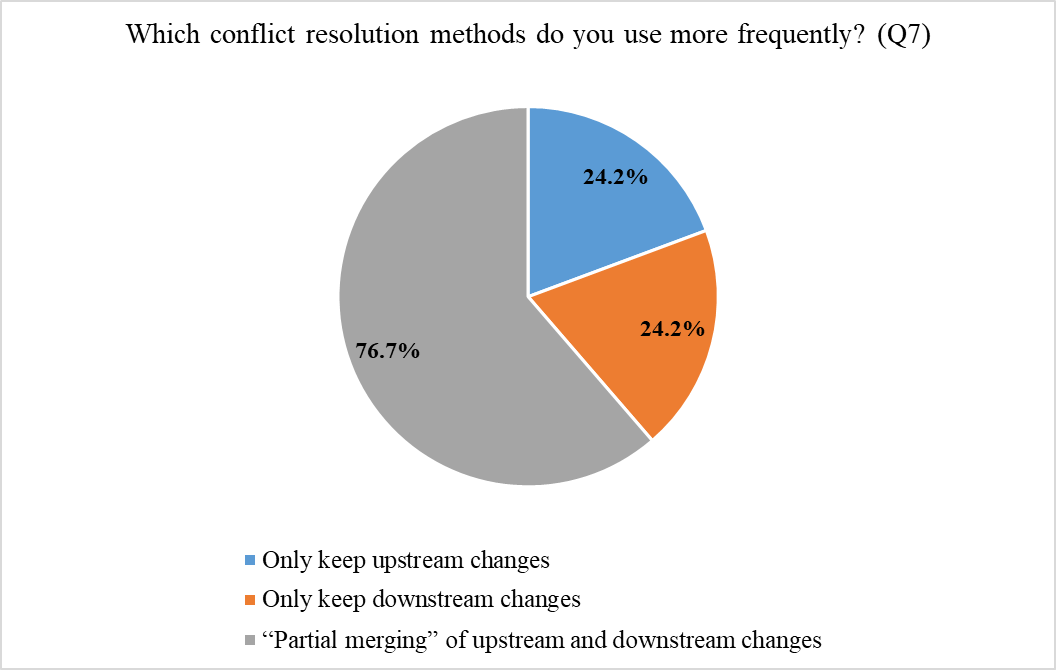 Which conflict resolution methods do you use more frequently? (Q7)
24.2%
24.2%
76.7%
Only keep upstream changes
Only keep downstream changes
“Partial merging” of upstream and downstream changes